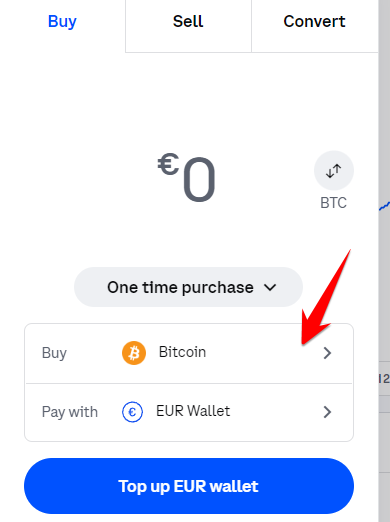 Buy Sell Convert
€0
BTC
One time purchase
Buy Bitcoin
Pay with € EUR Wallet
Top up EUR wallet